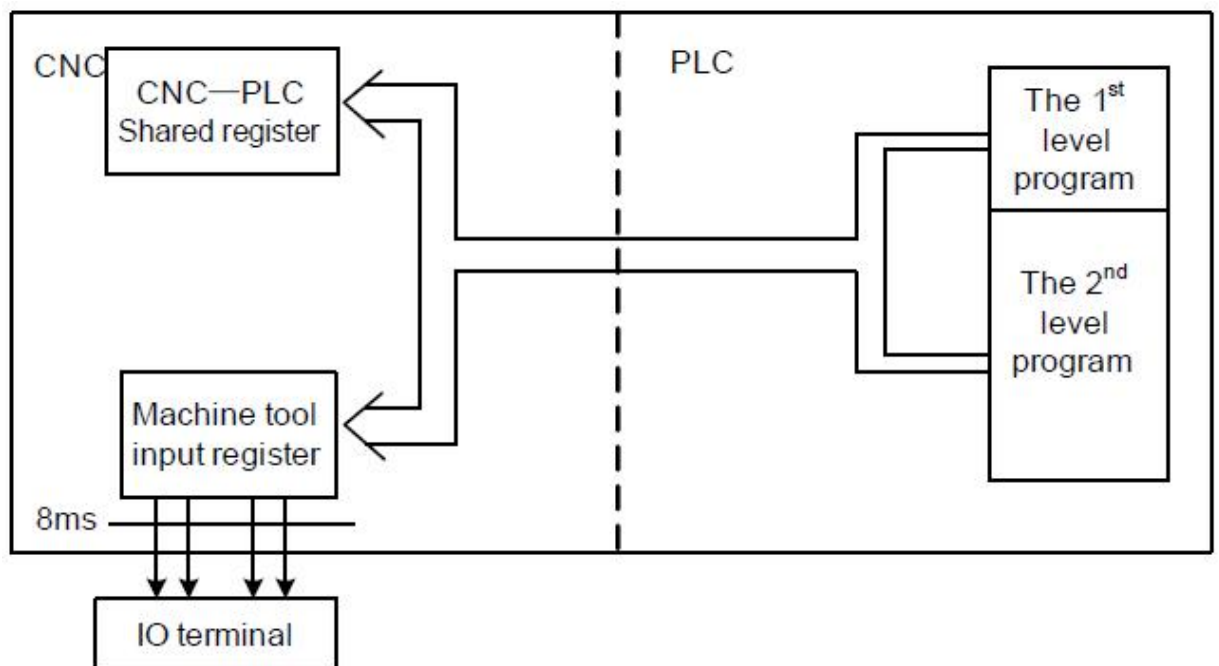 CNC
CNC—PLC
Shared register
PLC
The 1st
level
program
The 2nd
level
program
Machine tool
input register
8ms
IO terminal